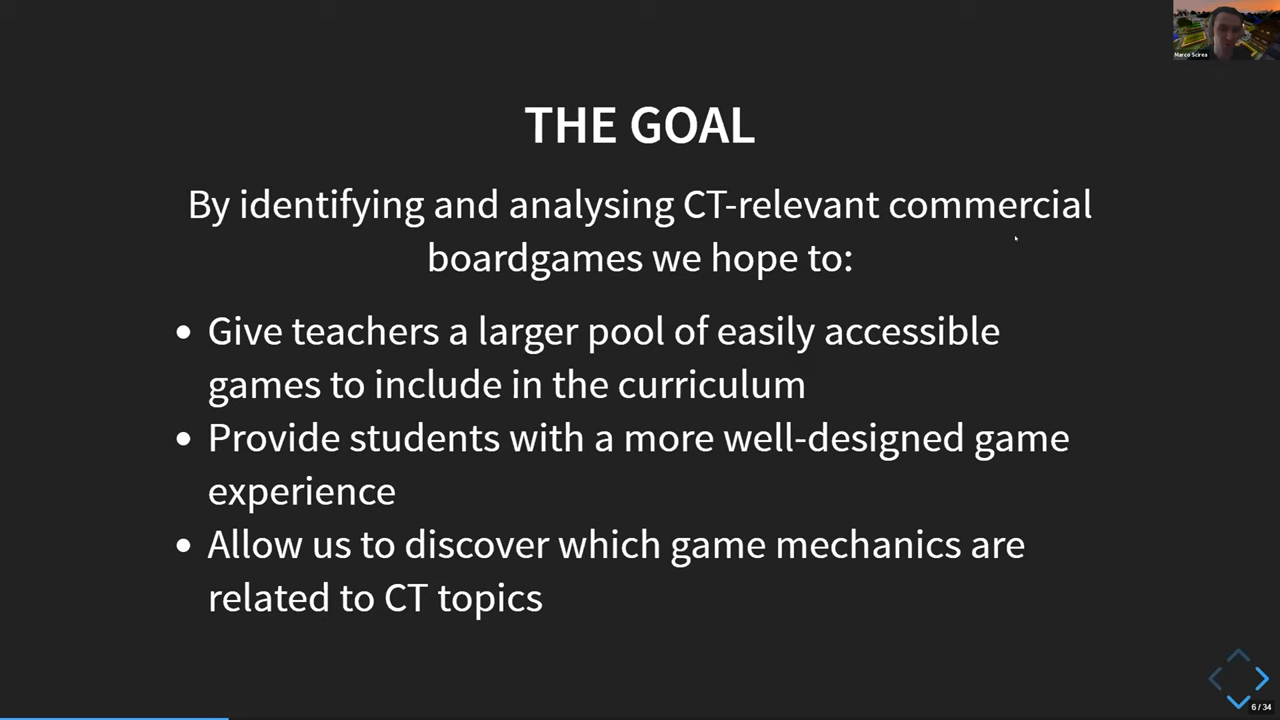 Marco Scirea
THE GOAL
By identifying and analysing CT-relevant commercial
boardgames we hope to:
• Give teachers a larger pool of easily accessible
games to include in the curriculum
• Provide students with a more well-designed game
experience
• Allow us to discover which game mechanics are
related to CT topics
6 / 34